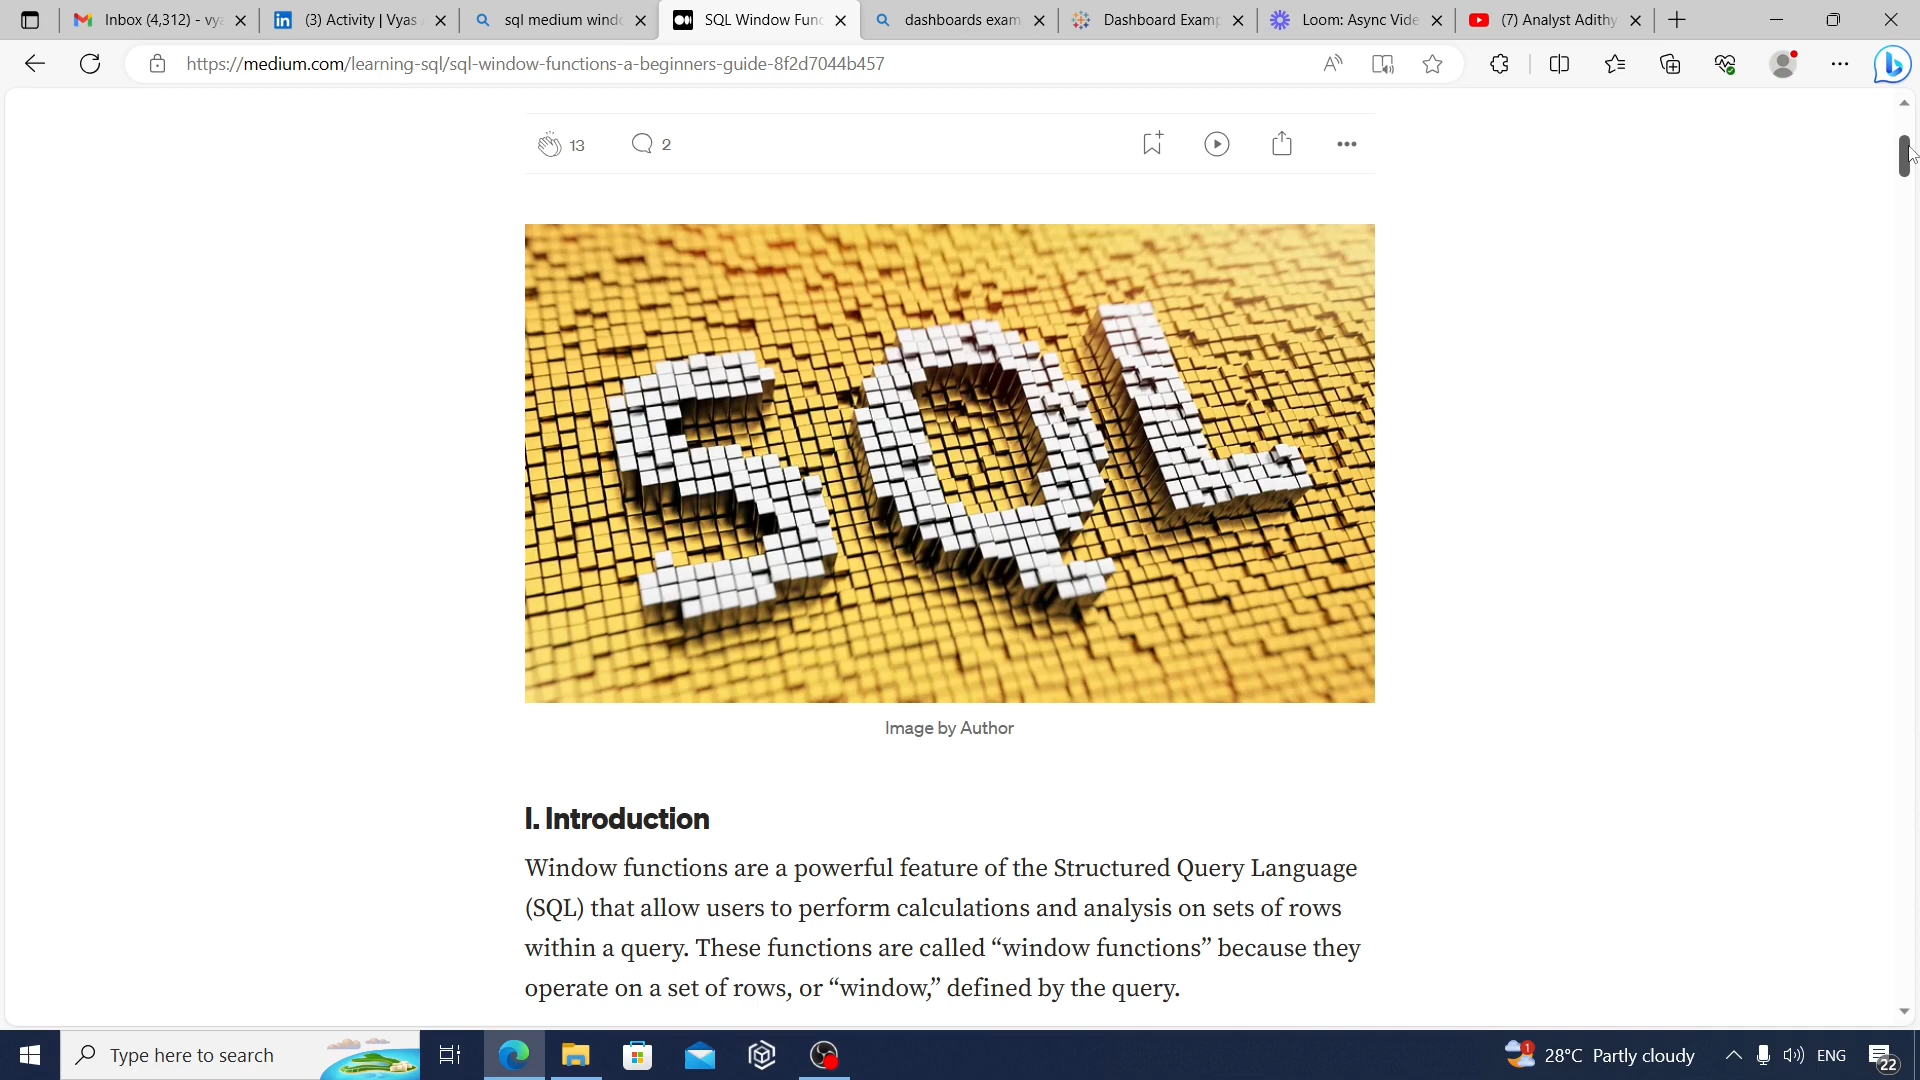 Inbox (4,312) - vya
(3) Activity | Vyas
sql medium windo
SQL Window Func
dashboards exam
Dashboard Examp
Loom: Async Vide
(7) Analyst Adithy
https://medium.com/learning-sql/sql-window-functions-a-beginners-guide-8f2d7044b457
13
2
SQL
Image by Author
I. Introduction
Window functions are a powerful feature of the Structured Query Language
(SQL) that allow users to perform calculations and analysis on sets of rows
within a query. These functions are called “window functions” because they
operate on a set of rows, or “window,” defined by the query.
Type here to search
1
28°C Partly cloudy
ENG
22